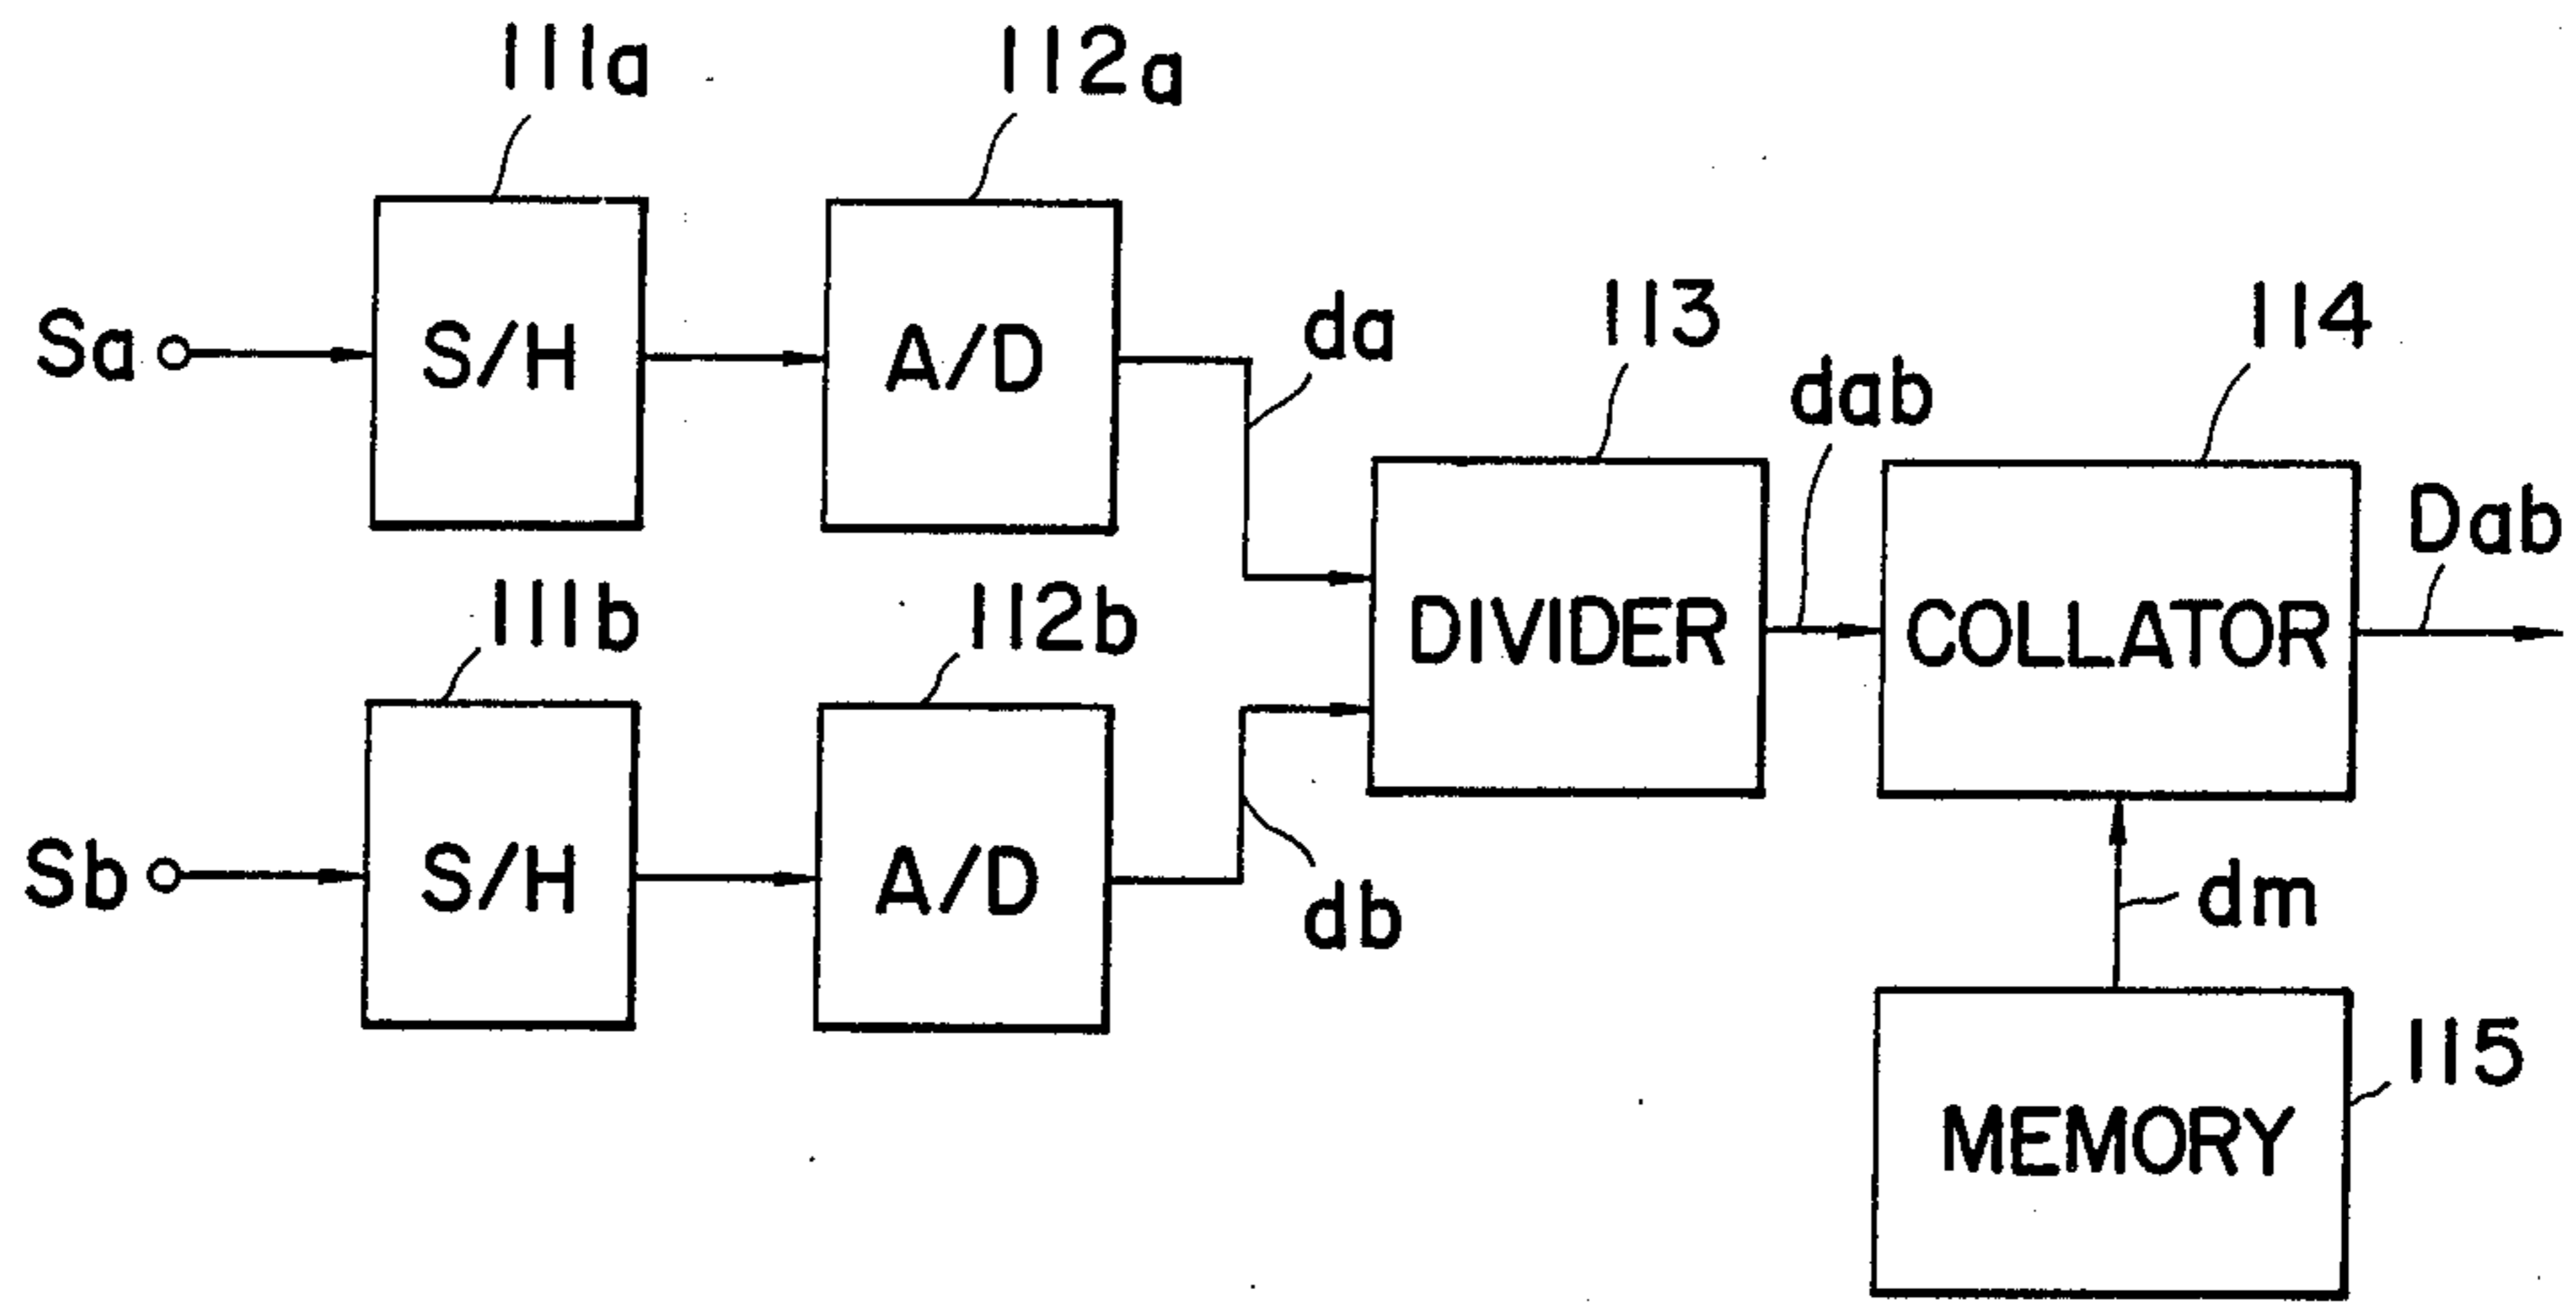 111a
112a
Sa
S/H
A/D
da
113
dab
114
Dab
DIVIDER
COLLATOR
111b
112b
Sb
S/H
A/D
db
dm
115
MEMORY